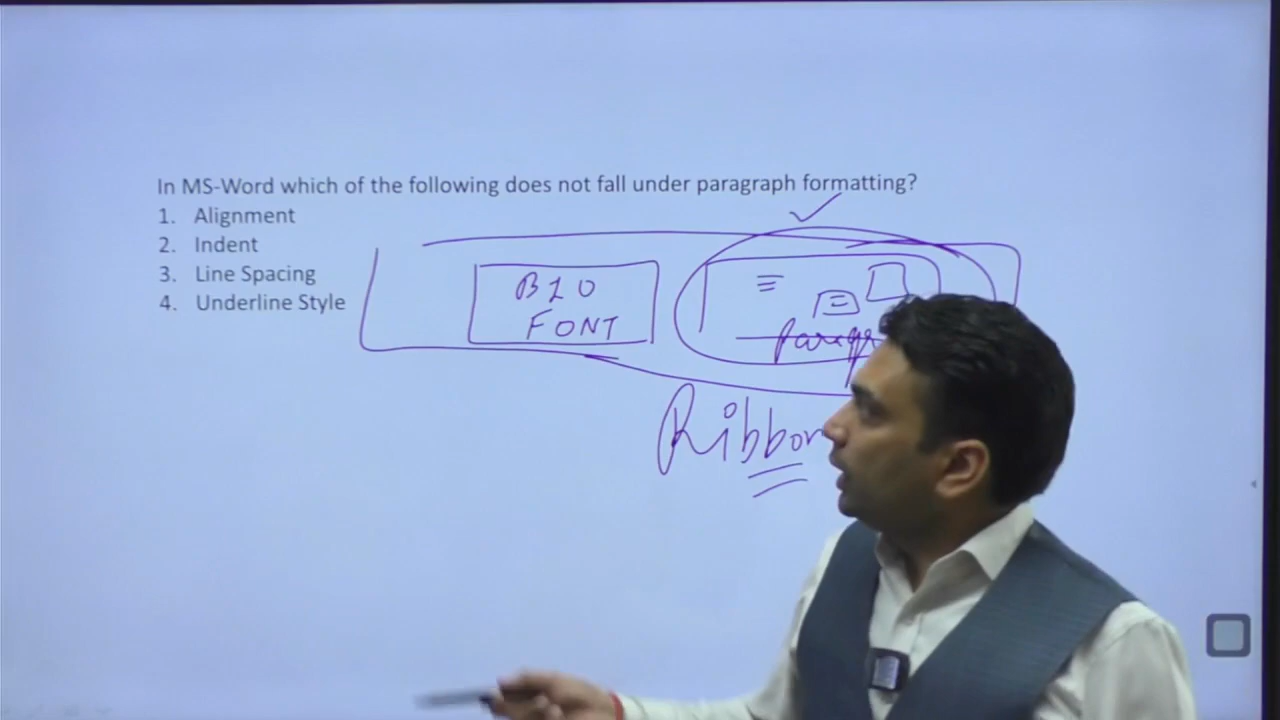 In MS-Word which of the following does not fall under paragraph formatting?
1. Alignment
2. Indent
3. Line Spacing
4. Underline Style
B I U
FONT
Ribbon